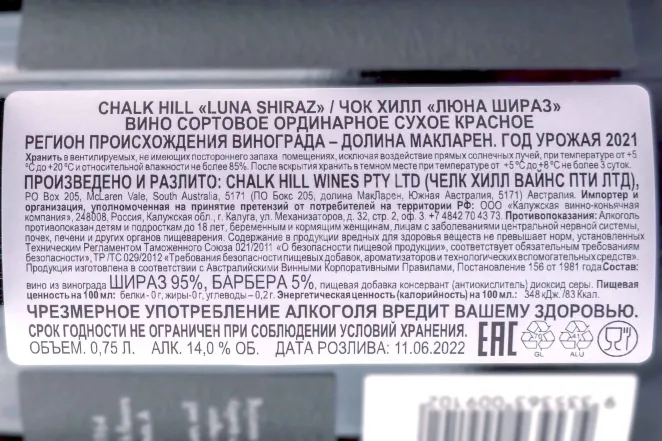 CHALK HILL «LUNA SHIRAZ» / ЧОК ХИЛЛ «ЛЮНА ШИРАЗ»
ВИНО СОРТОВОЕ ОРДИНАРНОЕ СУХОЕ КРАСНОЕ
РЕГИОН ПРОИСХОЖДЕНИЯ ВИНОГРАДА – ДОЛИНА МАКЛАРЕН. ГОД УРОЖАЯ 2021
Хранить в вентилируемых, не имеющих постороннего запаха помещениях, исключая воздействие прямых солнечных лучей, при температуре от +5
°С до +20 °С и относительной влажности не более 85%. После вскрытия хранить в темном месте при температуре от +5 °С до +8 °С не более 3 суток.
ПРОИЗВЕДЕНО И РАЗЛИТО: CHALK HILL WINES PTY LTD (ЧЕЛК ХИЛЛ ВАЙНС ПТИ ЛТД),
PO Box 205, McLaren Vale, South Australia, 5171 (ПО Бокс 205, долина МакЛарен, Южная Австралия, 5171) Австралия. Импортер и
организация, уполномоченная на принятие претензий от потребителей на территории РФ: ООО «Калужская винно-коньячная
компания», 248008, Россия, Калужская обл., г. Калуга, ул. Механизаторов, д. 32, стр. 2, оф. 3. +7 4842 70 43 73. Противопоказания: Алкоголь
противопоказан детям и подросткам до 18 лет, беременным и кормящим женщинам, лицам с заболеваниями центральной нервной системы,
почек, печени и других органов пищеварения. Содержание в продукции вредных для здоровья веществ не превышает норм, установленных
Техническим Регламентом Таможенного Союза 021/2011 «О безопасности пищевой продукции», соответствует обязательным требованиям
безопасности», ТР /ТС 029/2012 «Требования безопасности пищевых добавок, ароматизаторов и технологических вспомогательных средств».
Продукция изготовлена в соответствии с Австралийскими Винными Корпоративными Правилами, Постановление 156 от 1981 года Состав:
вино из винограда ШИРАЗ 95%, БАРБЕРА 5%, пищевая добавка консервант (антиокислитель) диоксид серы. Пищевая
ценность на 100 мл: белки- 0 г, жиры-0 г, углеводы – 0,2 г. Энергетическая ценность (калорийность) на 100 мл.: 348 кДж. /83 Ккал.
ЧРЕЗМЕРНОЕ УПОТРЕБЛЕНИЕ АЛКОГОЛЯ ВРЕДИТ ВАШЕМУ ЗДОРОВЬЮ.
СРОК ГОДНОСТИ НЕ ОГРАНИЧЕН ПРИ СОБЛЮДЕНИИ УСЛОВИЙ ХРАНЕНИЯ.
ОБЪЕМ. 0,75 Л. АЛК. 14,0 % ОБ. ДАТА РОЗЛИВА: 11.06.2022 EAC
GL ALU
9 335363 009102